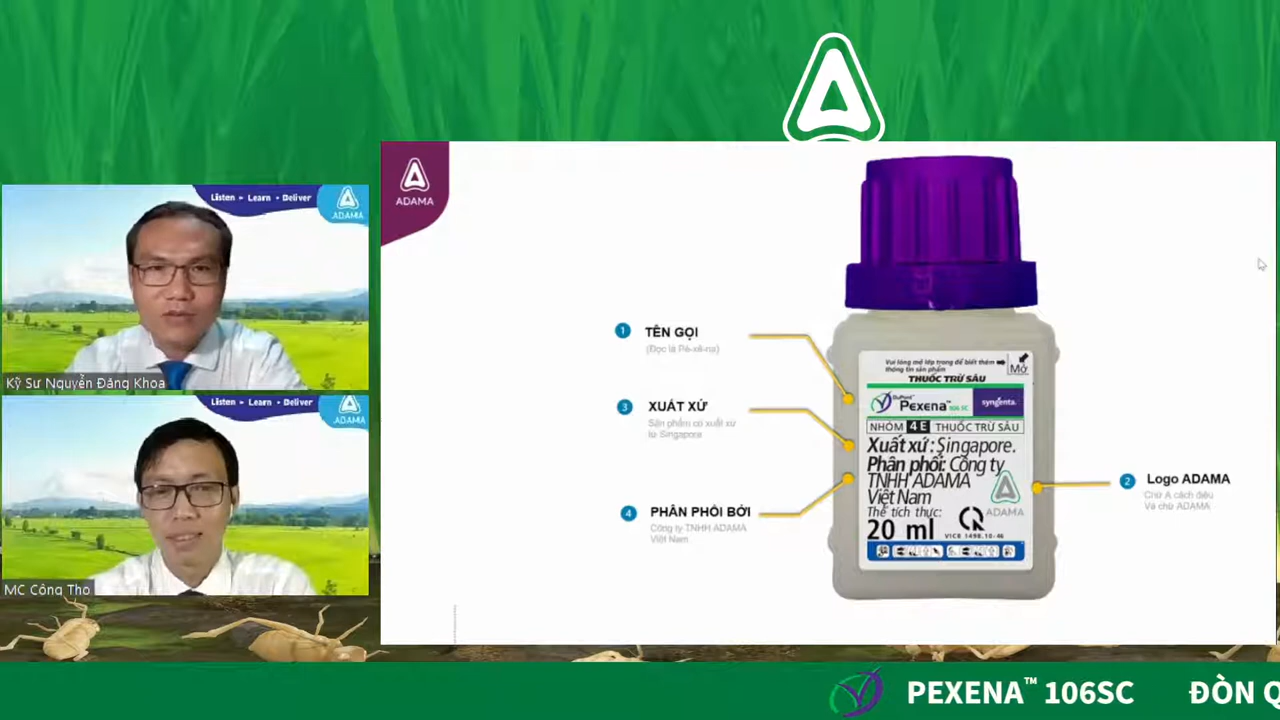 Listen ▸ Learn ▸ Deliver
ADAMA
Kỹ Sư Nguyễn Đăng Khoa
Listen ▸ Learn ▸ Deliver
ADAMA
MC Công Thọ
ADAMA
1 TÊN GỌI
(Đọc là Pê-xê-na)
3 XUẤT XỨ
Sản phẩm có xuất xứ
từ Singapore
4 PHÂN PHỐI BỞI
Công ty TNHH ADAMA
Việt Nam
Vui lòng mở lớp trong để biết thêm
thông tin sản phẩm
Mở
THUỐC TRỪ SÂU
DuPont™
Pexena™ 106 SC
syngenta
NHÓM 4E THUỐC TRỪ SÂU
Xuất xứ: Singapore.
Phân phối: Công ty
TNHH ADAMA
Việt Nam
ADAMA
Thể tích thực:
20 ml
2 Logo ADAMA
Chữ A cách điệu
Và chữ ADAMA
PEXENA™ 106SC ĐÒN